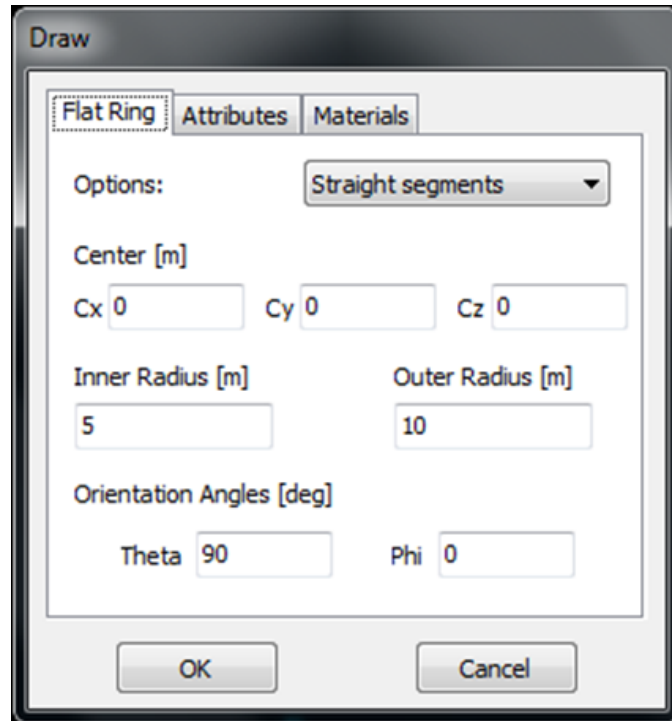 Draw
Flat Ring Attributes Materials
Options: Straight segments
Center [m]
Cx 0 Cy 0 Cz 0
Inner Radius [m] Outer Radius [m]
5 10
Orientation Angles [deg]
Theta 90 Phi 0
OK Cancel